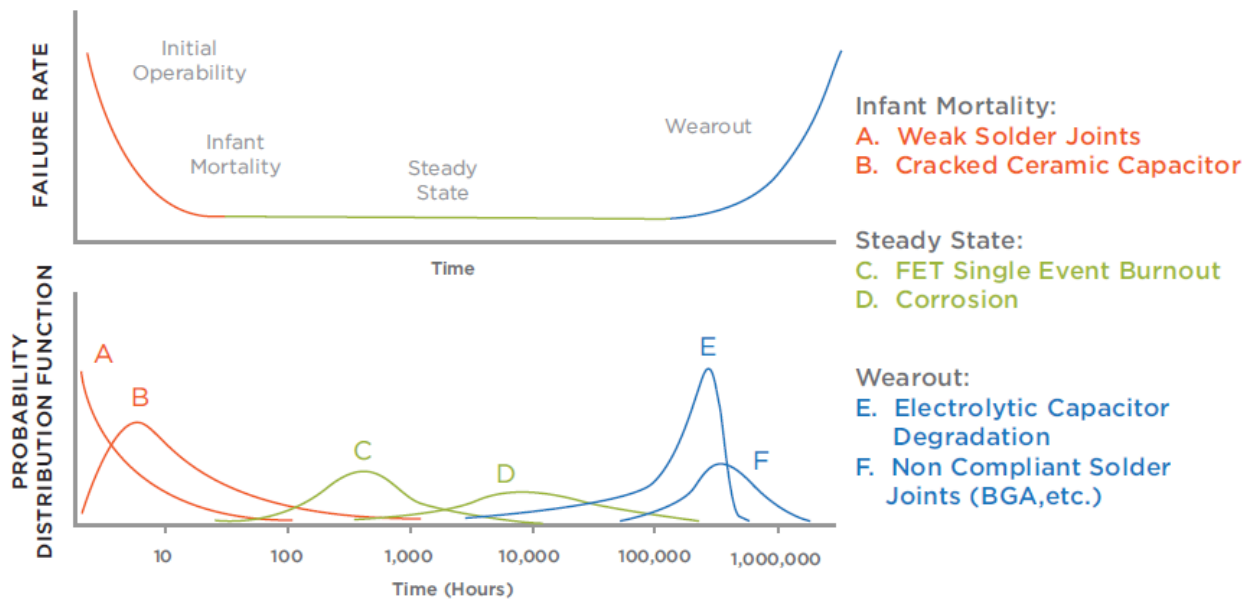 FAILURE RATE
Initial
Operability
Infant
Mortality
Steady
State
Wearout
Time
PROBABILITY
DISTRIBUTION FUNCTION
A
B
C
D
E
F
10
100
1,000
10,000
100,000
1,000,000
Time (Hours)
Infant Mortality:
A. Weak Solder Joints
B. Cracked Ceramic Capacitor
Steady State:
C. FET Single Event Burnout
D. Corrosion
Wearout:
E. Electrolytic Capacitor
Degradation
F. Non Compliant Solder
Joints (BGA,etc.)